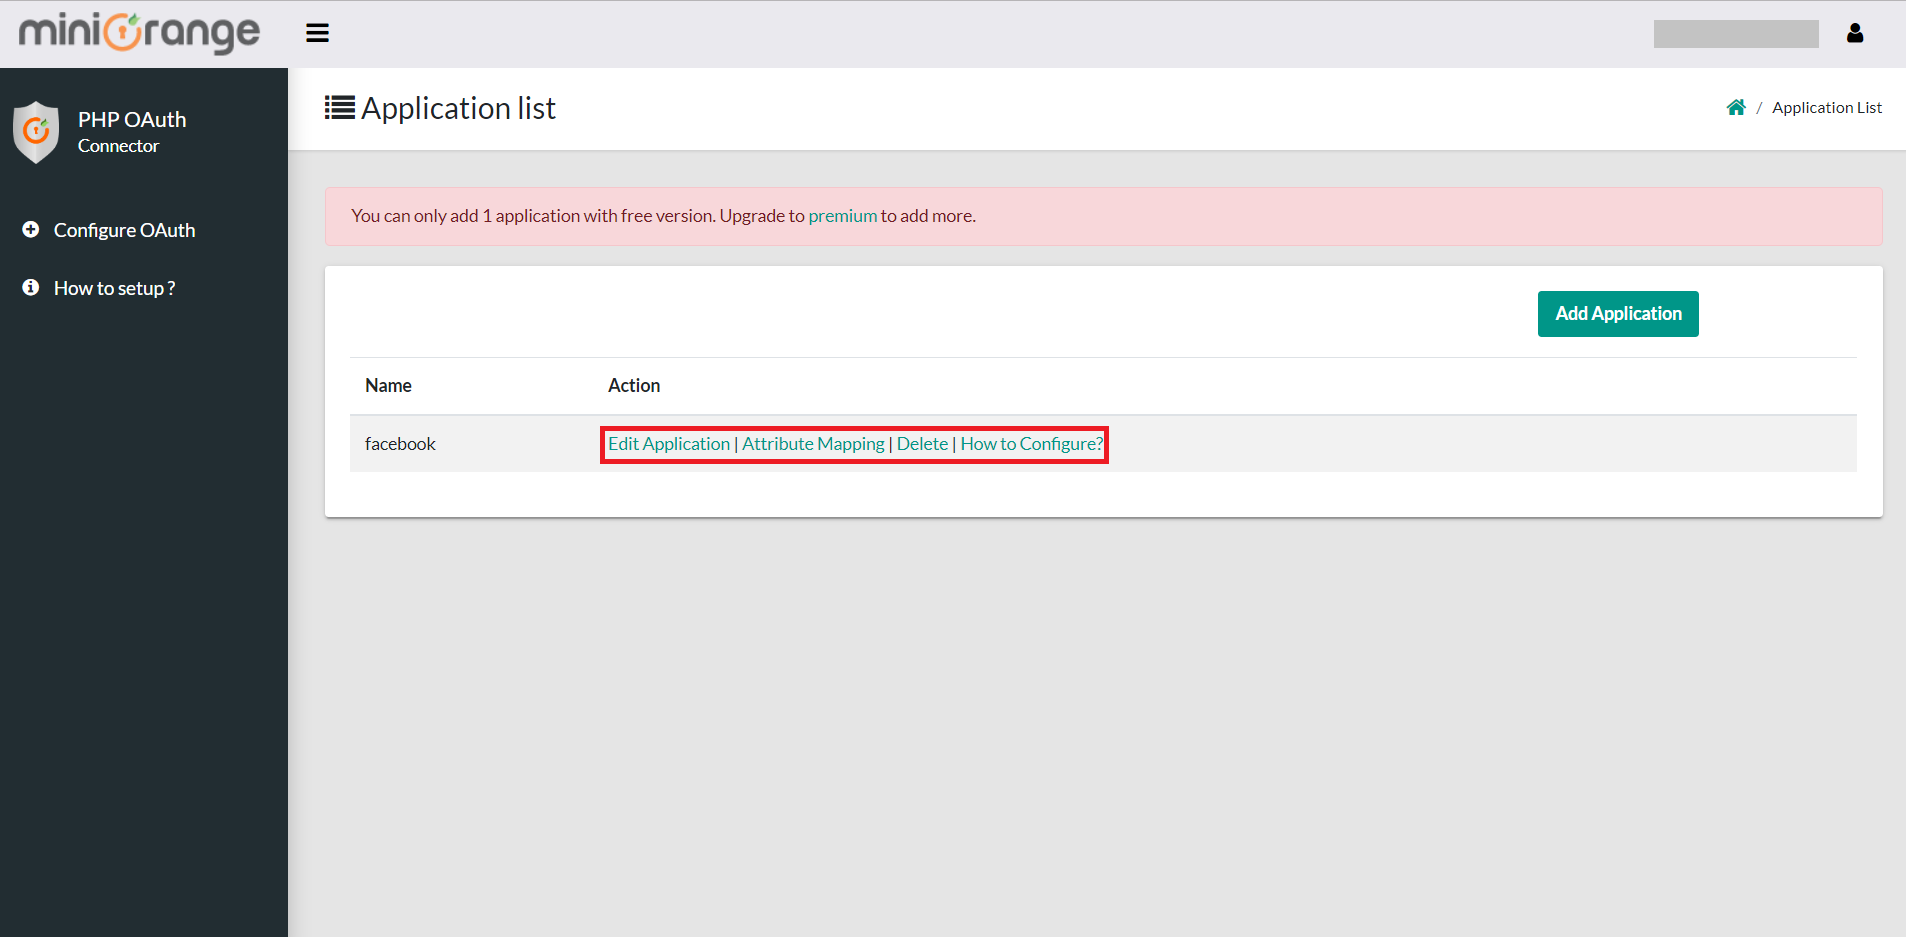 miniOrange
PHP OAuth
Connector
Configure OAuth
How to setup ?
Application list
/ Application List
You can only add 1 application with free version. Upgrade to premium to add more.
Add Application
Name Action
facebook Edit Application | Attribute Mapping | Delete | How to Configure?